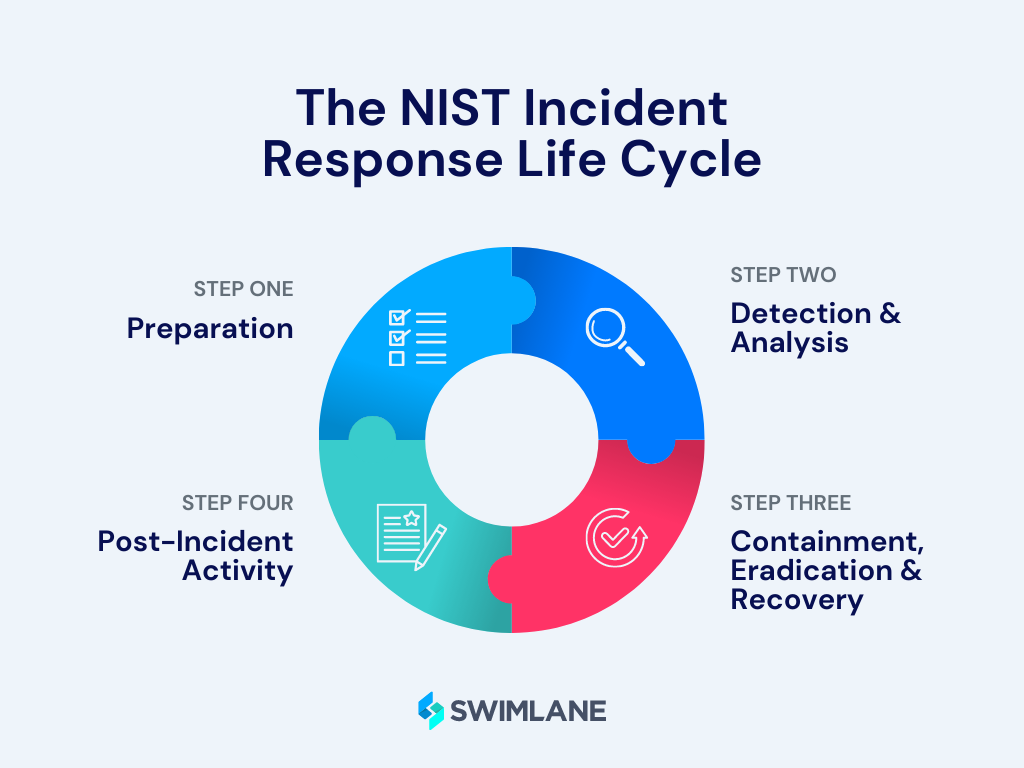 The NIST Incident
Response Life Cycle
STEP ONE
Preparation
STEP TWO
Detection &
Analysis
STEP THREE
Containment,
Eradication &
Recovery
STEP FOUR
Post-Incident
Activity
SWIMLANE